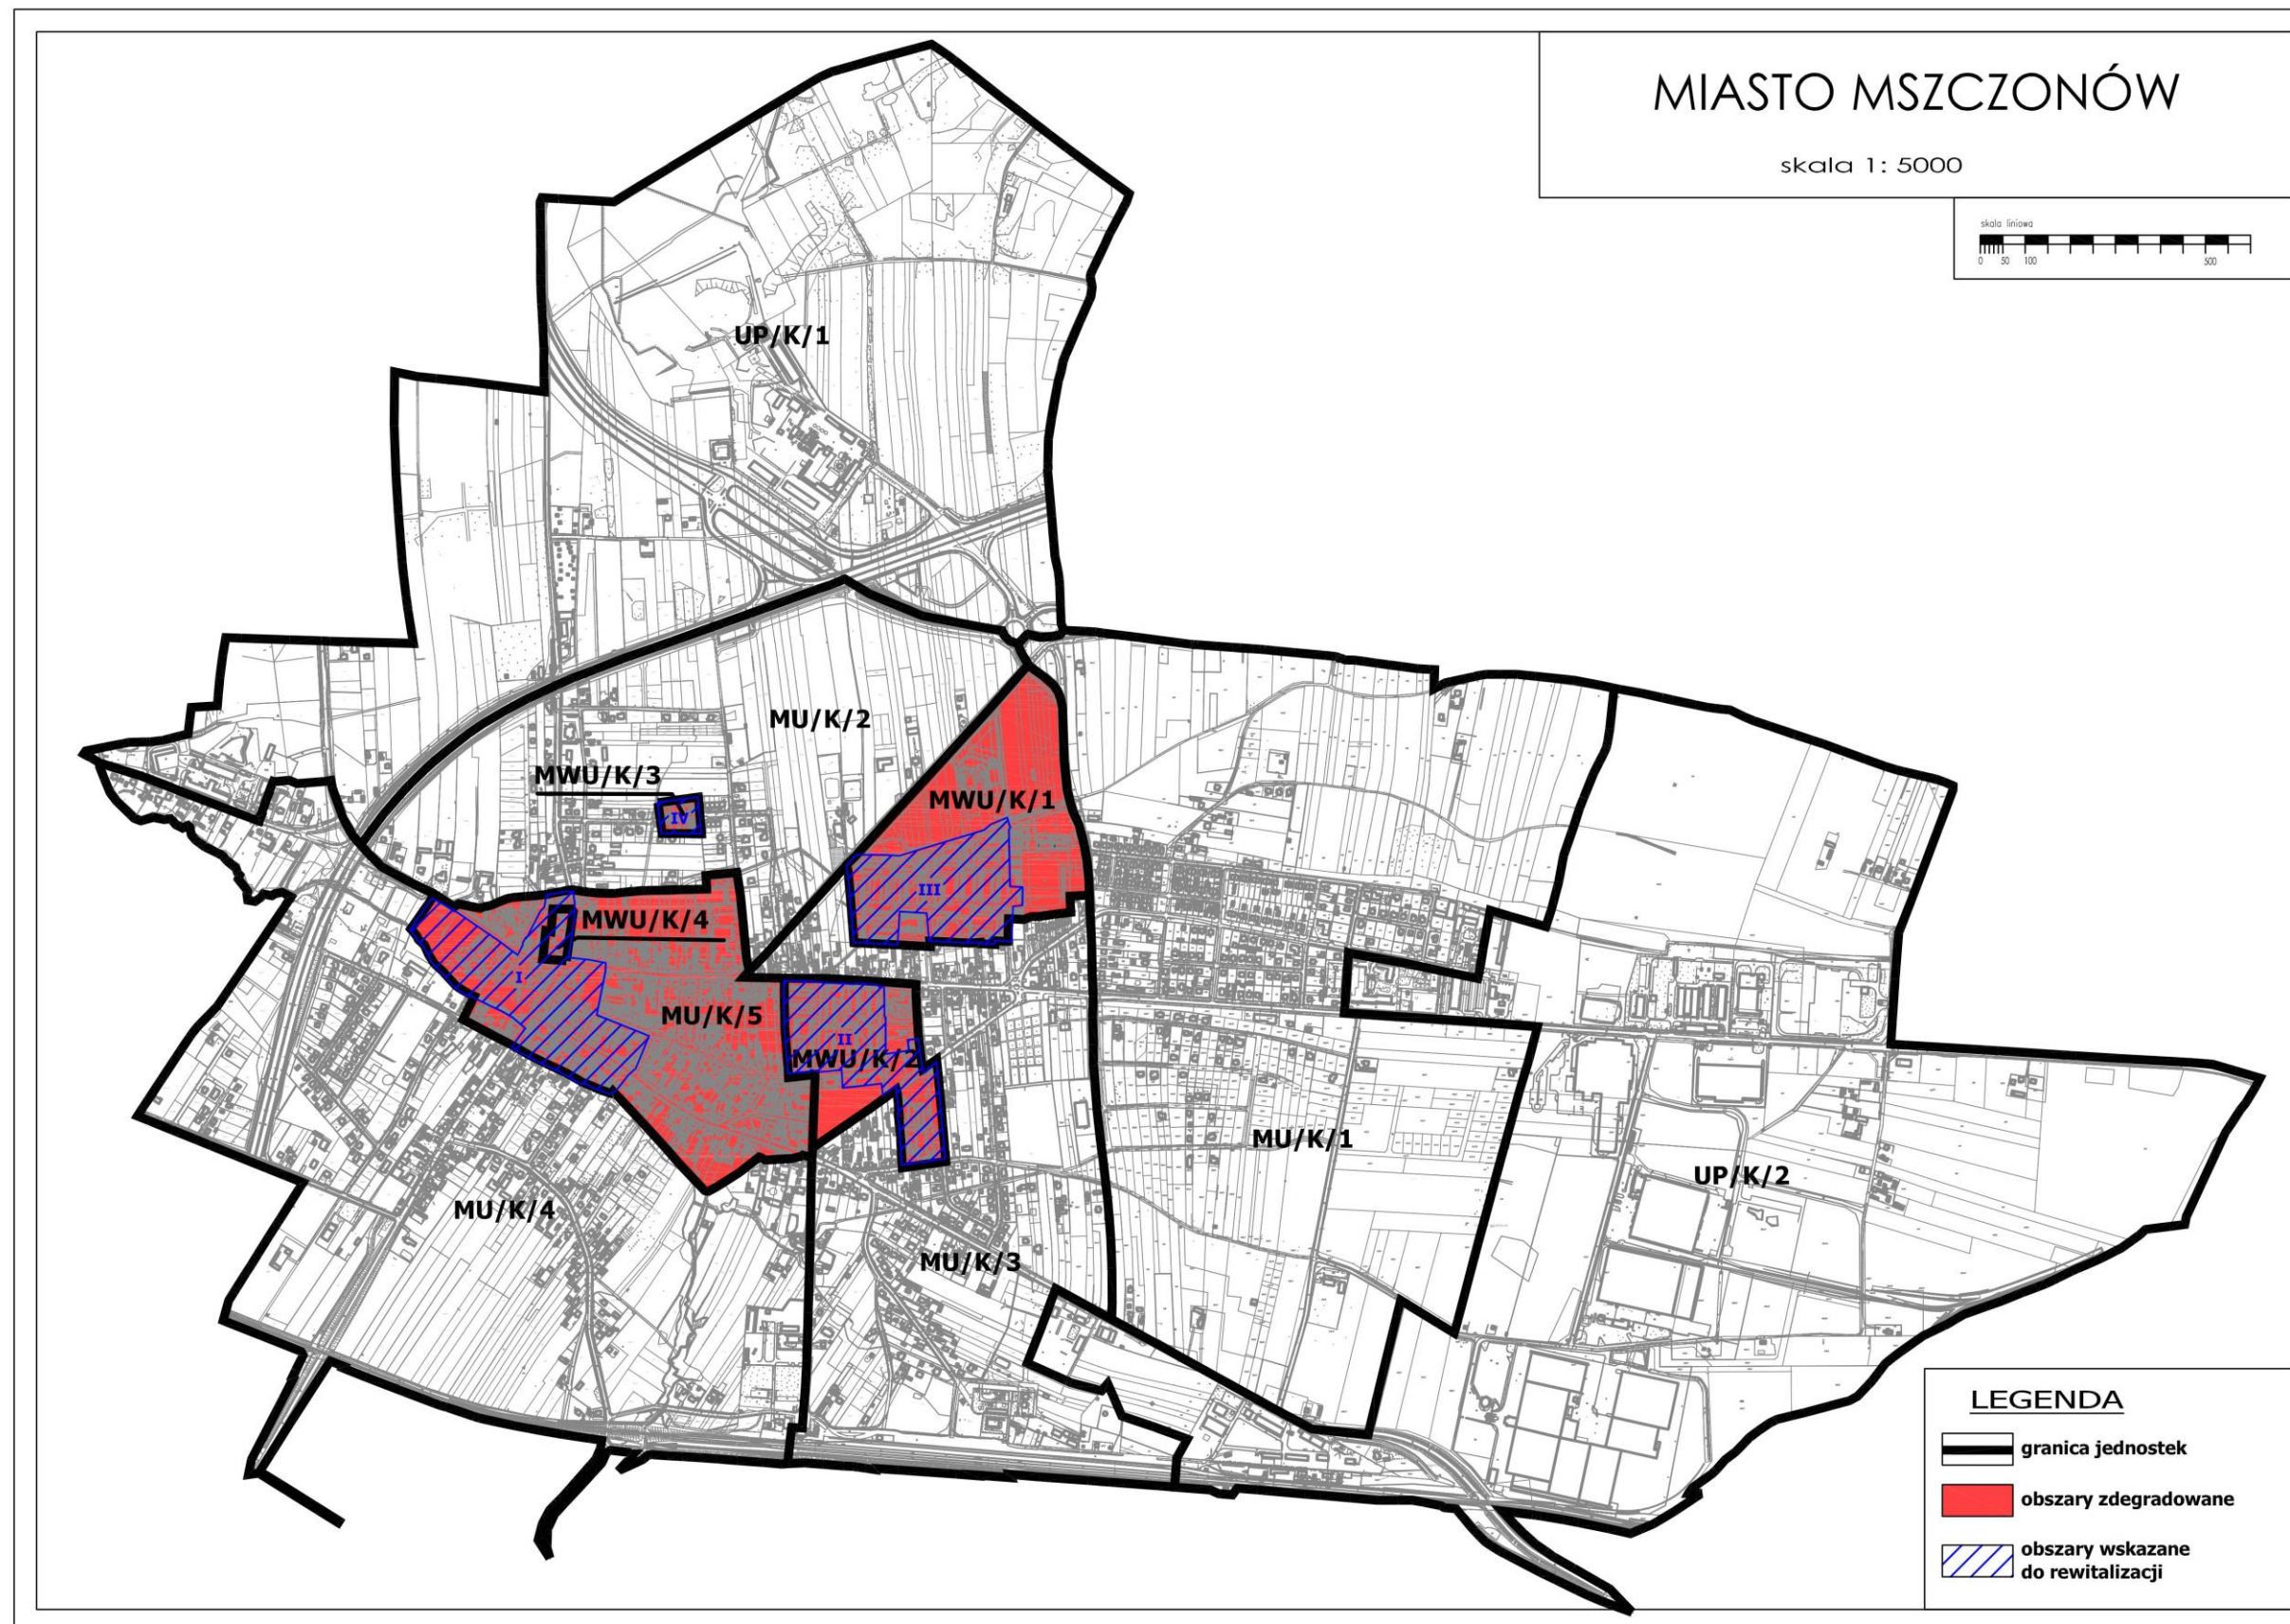 MIASTO MSZCZONÓW
skala 1: 5000
skala liniowa
0 50 100 500
UP/K/1
MU/K/2
MWU/K/3
IV
MWU/K/1
III
MWU/K/4
I
MU/K/5
II
MWU/K/2
MU/K/1
UP/K/2
MU/K/4
MU/K/3
LEGENDA
granica jednostek
obszary zdegradowane
obszary wskazane
do rewitalizacji